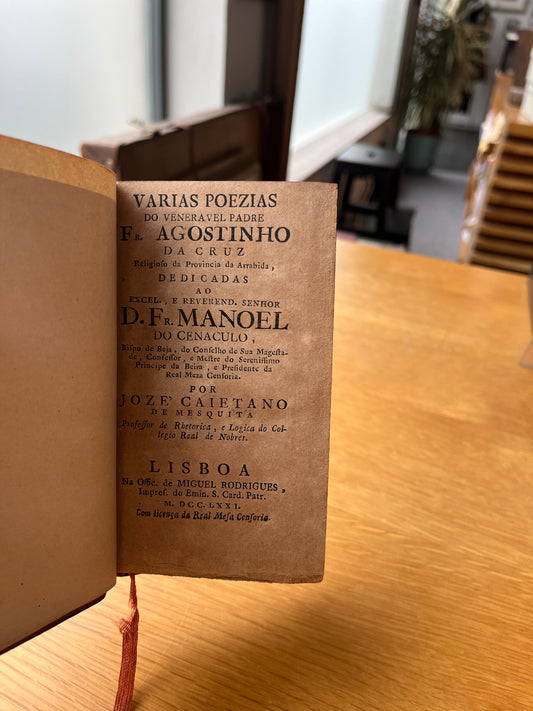 VARIAS POEZIAS
DO VENERAVEL PADRE
FR. AGOSTINHO
DA CRUZ
Religioso da Provincia da Arrabida,
DEDICADAS
AO
EXCEL., E REVEREND. SENHOR
D. FR. MANOEL
DO CENACULO,
Bispo de Beja, do Conselho de Sua Magesta-
de, Confessor, e Mestre do Serenissimo
Principe da Beira, e Presidente da
Real Meza Censoria.
POR
JOZE' CAIETANO
DE MESQUITA
Professor de Rhetorica, e Logica do Col-
legio Real de Nobres.
LISBOA
Na Offic. de MIGUEL RODRIGUES,
Impres. do Emin. S. Card. Patr.
M. DCC. LXXI.
Com licença da Real Mesa Censoria.